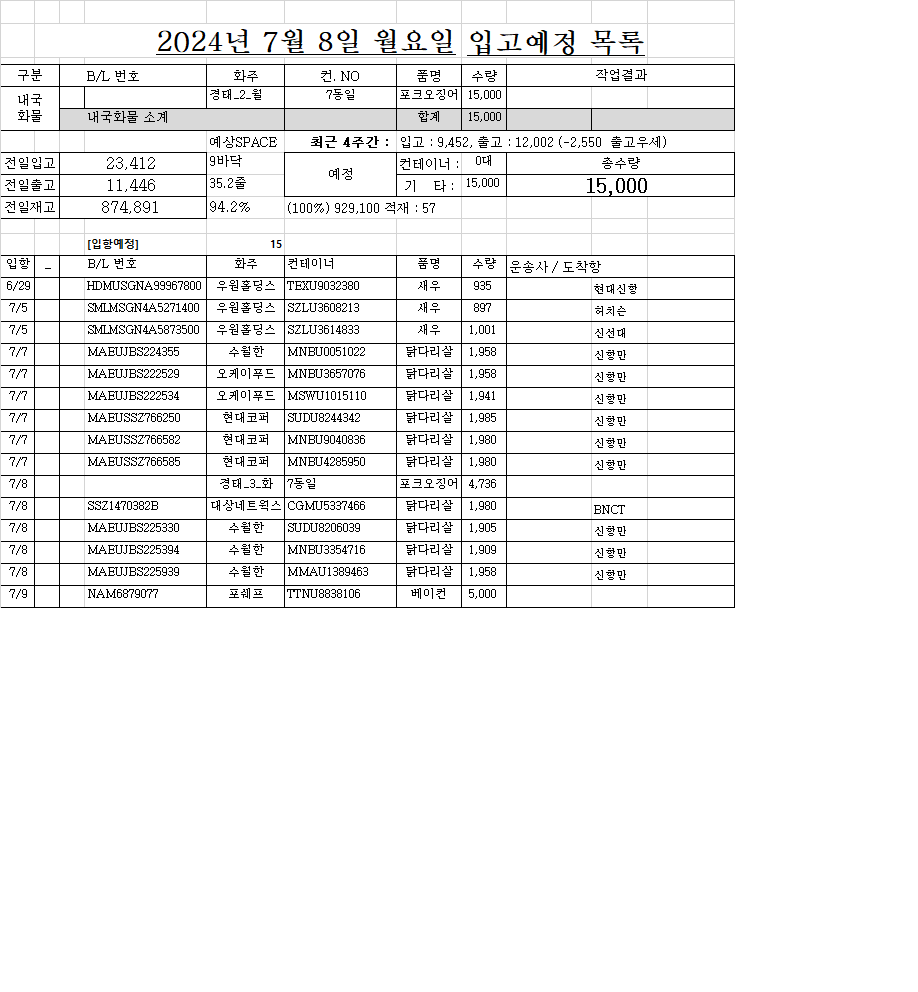 2024년 7월 8일 월요일 입고예정 목록
구분 B/L 번호 화주 컨. NO 품명 수량 작업결과
내국화물 경태_2_월 7동일 포크오징어 15,000
내국화물 소계 합계 15,000
예상SPACE 최근 4주간 : 입고 : 9,452, 출고 : 12,002 (-2,550 출고우세)
전일입고 23,412 9바닥 예정 컨테이너 : 0대 총수량
전일출고 11,446 35.2줄 기 타 : 15,000 15,000
전일재고 874,891 94.2% (100%) 929,100 적재 : 57
[입항예정] 15
입항 _ B/L 번호 화주 컨테이너 품명 수량 운송사 / 도착항
6/29 HDMUSGNA99967800 우원홀딩스 TEXU9032380 새우 935 현대신항
7/5 SMLMSGN4A5271400 우원홀딩스 SZLU3608213 새우 897 허치슨
7/5 SMLMSGN4A5873500 우원홀딩스 SZLU3614833 새우 1,001 신선대
7/7 MAEUJBS224355 수월한 MNBU0051022 닭다리살 1,958 신항만
7/7 MAEUJBS222529 오케이푸드 MNBU3657076 닭다리살 1,958 신항만
7/7 MAEUJBS222534 오케이푸드 MSWU1015110 닭다리살 1,941 신항만
7/7 MAEUSSZ766250 현대코퍼 SUDU8244342 닭다리살 1,985 신항만
7/7 MAEUSSZ766582 현대코퍼 MNBU9040836 닭다리살 1,980 신항만
7/7 MAEUSSZ766585 현대코퍼 MNBU4285950 닭다리살 1,980 신항만
7/8 경태_3_화 7동일 포크오징어 4,736
7/8 SSZ1470382B 대상네트웍스 CGMU5337466 닭다리살 1,980 BNCT
7/8 MAEUJBS225330 수월한 SUDU8206039 닭다리살 1,905 신항만
7/8 MAEUJBS225394 수월한 MNBU3354716 닭다리살 1,909 신항만
7/8 MAEUJBS225939 수월한 MMAU1389463 닭다리살 1,958 신항만
7/9 NAM6879077 포쉐프 TTNU8838106 베이컨 5,000